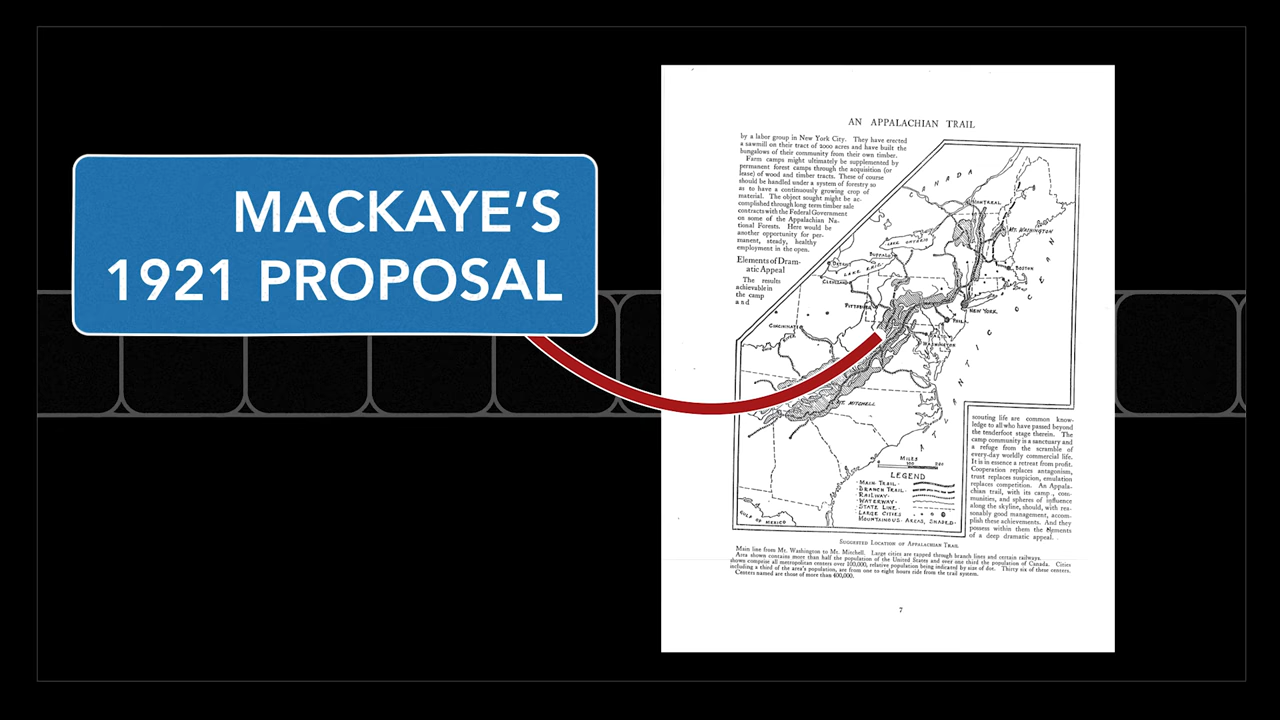 MACKAYE’S
1921 PROPOSAL
AN APPALACHIAN TRAIL
by a labor group in New York City. They have erected
a sawmill on their tract of 2000 acres and have built the
bungalows of their community from their own timber.
Farm camps might ultimately be supplemented by
permanent forest camps through the acquisition (or
lease) of wood and timber tracts. These of course
should be handled under a system of forestry so
as to have a continuously growing crop of
material. The object sought might be ac-
complished through long term timber sale
contracts with the Federal Government
on some of the Appalachian Na-
tional Forests. Here would be
another opportunity for per-
manent, steady, healthy
employment in the open.
Elements of Dram-
atic Appeal
The results
achievable in
the camp
and
CANADA
MONTREAL
MT. WASHINGTON
LAKE ONTARIO
BUFFALO
DETROIT
LAKE ERIE
BOSTON
CLEVELAND
PITTSBURG
NEW YORK
PHILA.
CINCINNATI
WASHINGTON
ATLANTIC OCEAN
MT. MITCHELL
GULF OF MEXICO
MILES
LEGEND
MAIN TRAIL
BRANCH TRAIL
RAILWAY
WATERWAY
STATE LINE
LARGE CITIES
MOUNTAINOUS AREAS, SHADED
scouting life are common know-
ledge to all who have passed beyond
the tenderfoot stage therein. The
camp community is a sanctuary and
a refuge from the scramble of
every-day worldly commercial life.
It is in essence a retreat from profit.
Cooperation replaces antagonism,
trust replaces suspicion, emulation
replaces competition. An Appala-
chian trail, with its camps, com-
munities, and spheres of influence
along the skyline, should, with rea-
sonably good management, accom-
plish these achievements. And they
possess within them the elements
of a deep dramatic appeal.
SUGGESTED LOCATION OF APPALACHIAN TRAIL
Main line from Mt. Washington to Mt. Mitchell. Large cities are tapped through branch lines and certain railways.
Area shown contains more than half the population of the United States and over one third the population of Canada. Cities
shown comprise all metropolitan centers over 100,000, relative population being indicated by size of dot. Thirty six of these centers,
including a third of the area's population, are from one to eight hours ride from the trail system.
Centers named are those of more than 400,000.
7